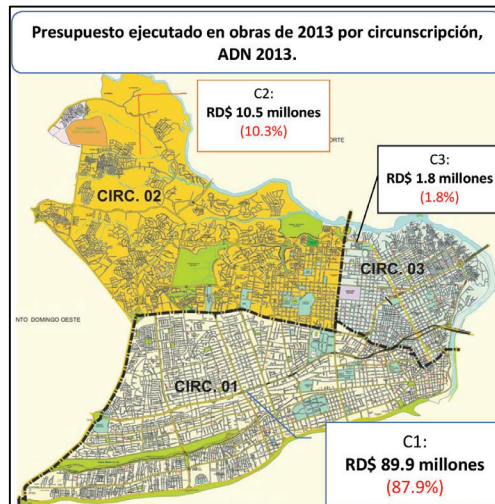 Presupuesto ejecutado en obras de 2013 por circunscripción,
ADN 2013.
C2:
RD$ 10.5 millones
(10.3%)
C3:
RD$ 1.8 millones
(1.8%)
CIRC. 02
CIRC. 03
NTO DOMINGO OESTE
CIRC. 01
C1:
RD$ 89.9 millones
(87.9%)